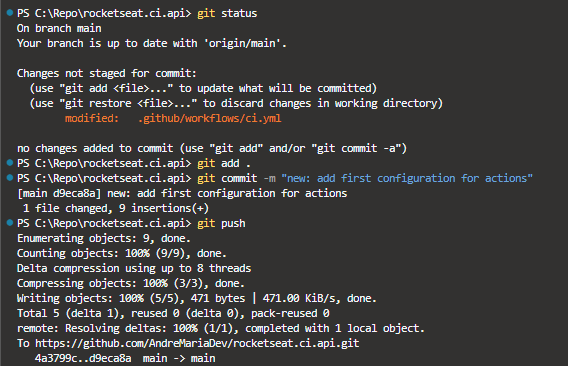 PS C:\Repo\rocketseat.ci.api> git status
On branch main
Your branch is up to date with 'origin/main'.
Changes not staged for commit:
  (use "git add <file>..." to update what will be committed)
  (use "git restore <file>..." to discard changes in working directory)
        modified:   .github/workflows/ci.yml
no changes added to commit (use "git add" and/or "git commit -a")
PS C:\Repo\rocketseat.ci.api> git add .
PS C:\Repo\rocketseat.ci.api> git commit -m "new: add first configuration for actions"
[main d9eca8a] new: add first configuration for actions
 1 file changed, 9 insertions(+)
PS C:\Repo\rocketseat.ci.api> git push
Enumerating objects: 9, done.
Counting objects: 100% (9/9), done.
Delta compression using up to 8 threads
Compressing objects: 100% (3/3), done.
Writing objects: 100% (5/5), 471 bytes | 471.00 KiB/s, done.
Total 5 (delta 1), reused 0 (delta 0), pack-reused 0
remote: Resolving deltas: 100% (1/1), completed with 1 local object.
To https://github.com/AndreMariaDev/rocketseat.ci.api.git
   4a3799c..d9eca8a  main -> main